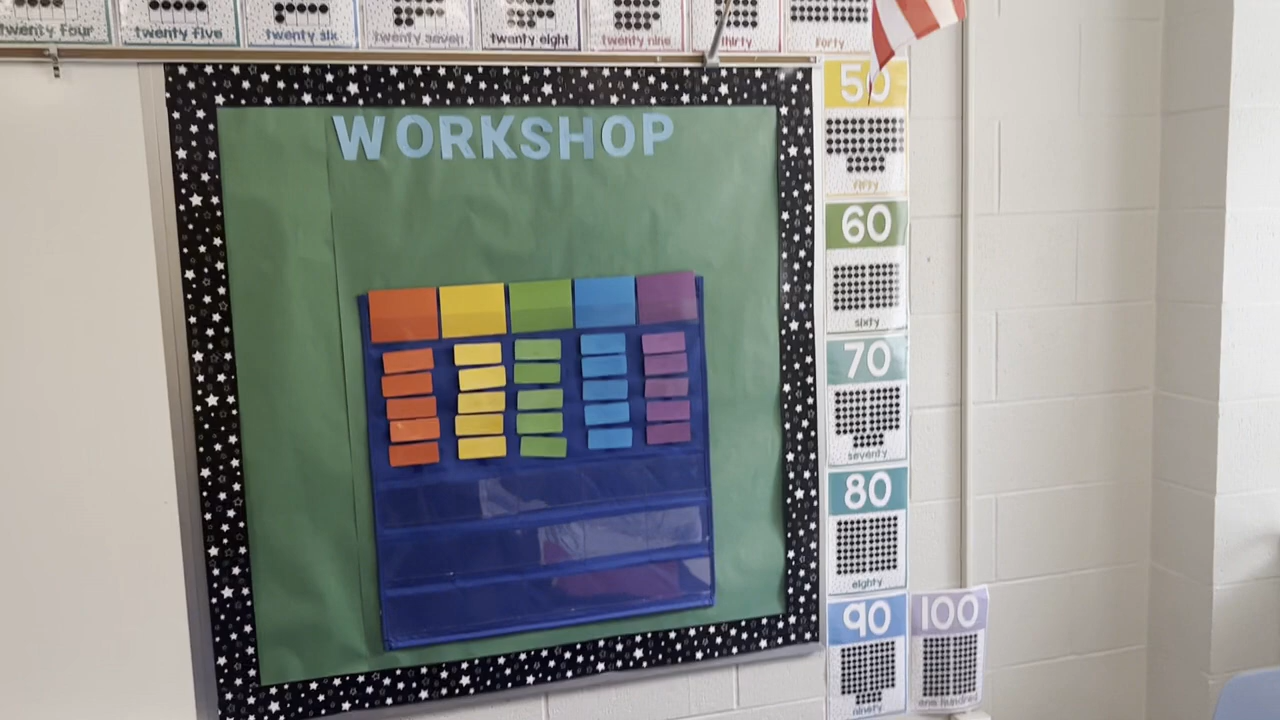 twenty four
twenty five
twenty six
twenty seven
twenty eight
twenty nine
thirty
forty
WORKSHOP
50
fifty
60
sixty
70
seventy
80
eighty
90
ninety
100
one hundred